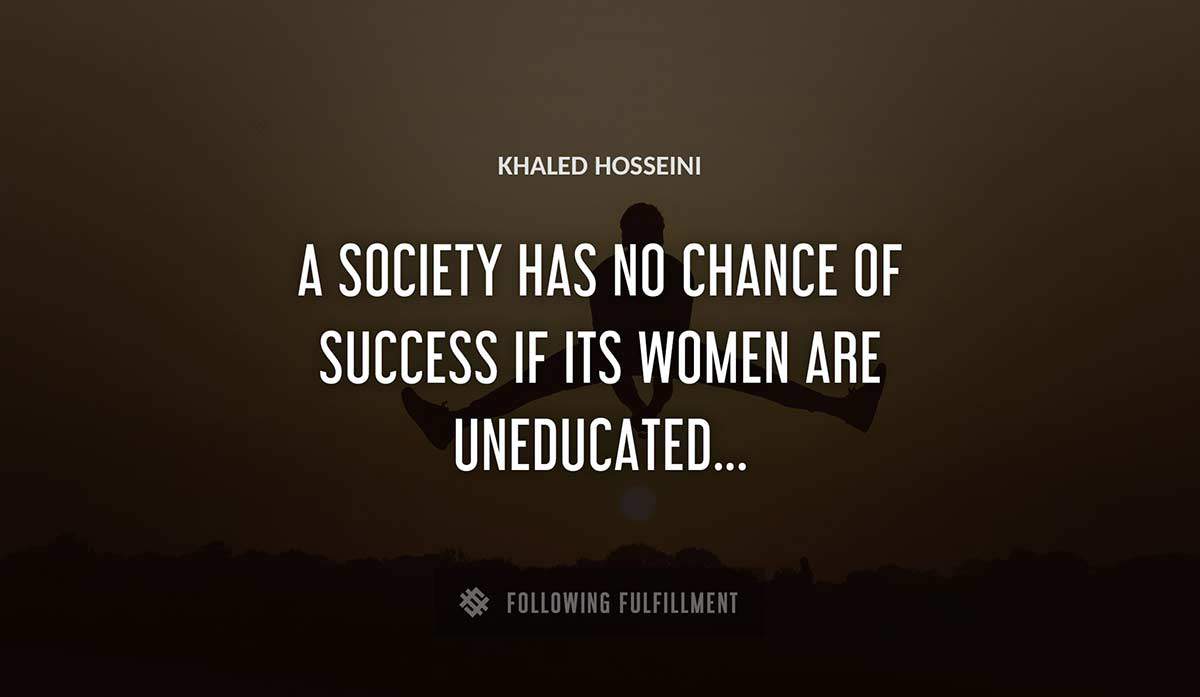 KHALED HOSSEINI
A SOCIETY HAS NO CHANCE OF
SUCCESS IF ITS WOMEN ARE
UNEDUCATED...
FOLLOWING FULFILLMENT